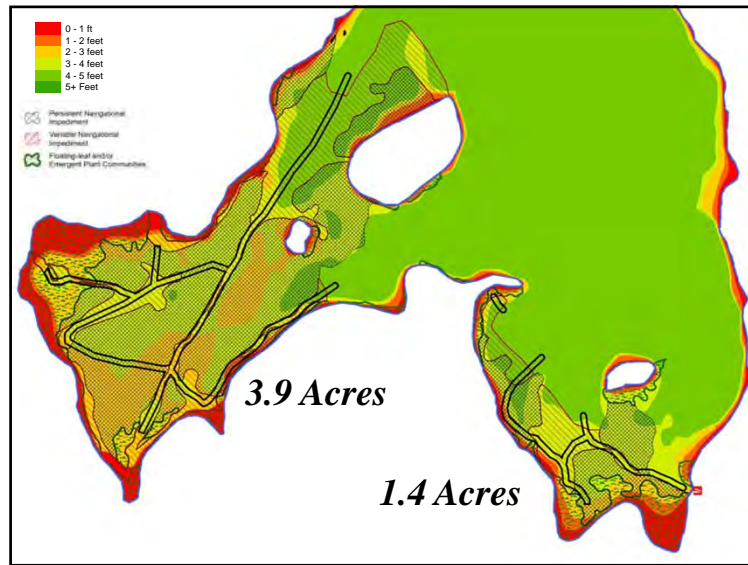 0 - 1 ft
1 - 2 feet
2 - 3 feet
3 - 4 feet
4 - 5 feet
5+ Feet
Persistent Navigational
Impediment
Variable Navigational
Impediment
Floating-leaf and/or
Emergent Plant Communities
3.9 Acres
1.4 Acres